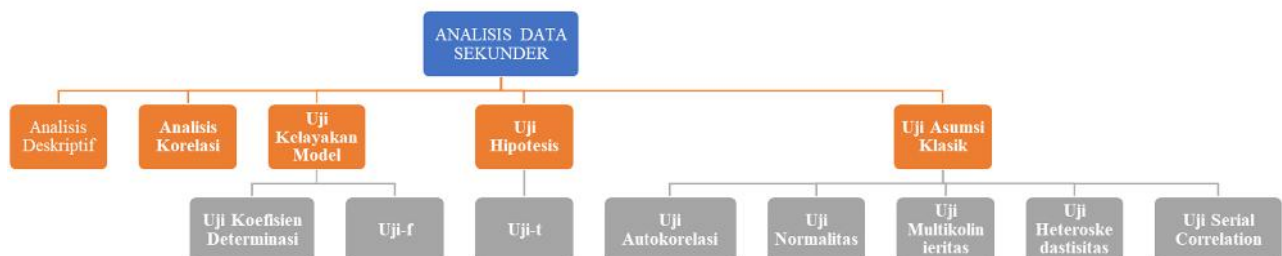 ANALISIS DATA
SEKUNDER
Analisis
Deskriptif
Analisis
Korelasi
Uji
Kelayakan
Model
Uji
Hipotesis
Uji Asumsi
Klasik
Uji Koefisien
Determinasi
Uji-f
Uji-t
Uji
Autokorelasi
Uji
Normalitas
Uji
Multikolin
ieritas
Uji
Heteroske
dastisitas
Uji Serial
Correlation